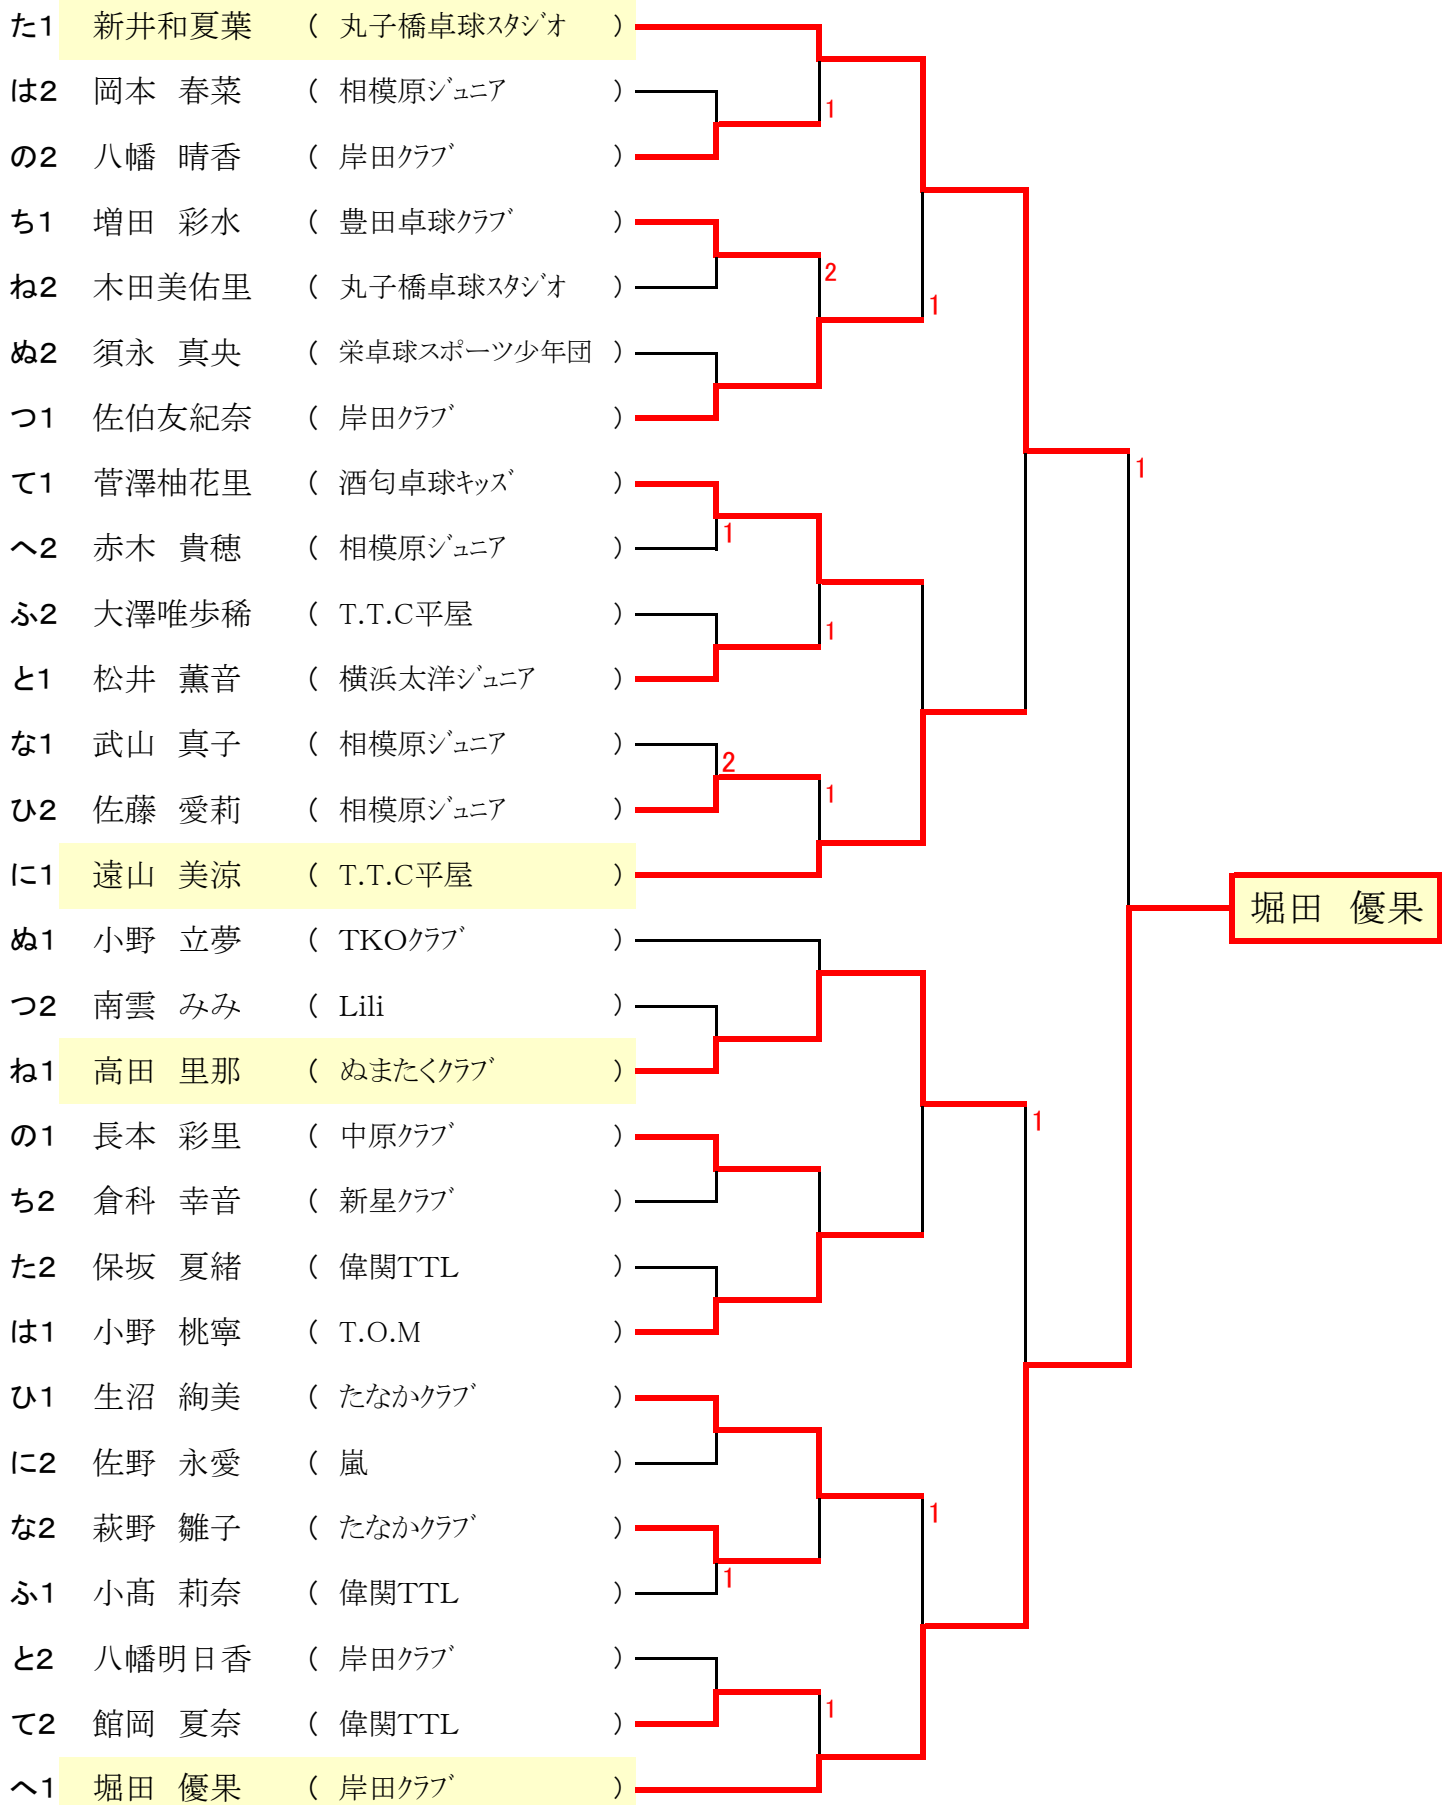 た1 新井和夏葉 ( 丸子橋卓球スタジオ )
は2 岡本 春菜 ( 相模原ジュニア )
1
の2 八幡 晴香 ( 岸田クラブ )
ち1 増田 彩水 ( 豊田卓球クラブ )
2
ね2 木田美佑里 ( 丸子橋卓球スタジオ )
1
ぬ2 須永 真央 ( 栄卓球スポーツ少年団 )
つ1 佐伯友紀奈 ( 岸田クラブ )
1
て1 菅澤柚花里 ( 酒匂卓球キッズ )
1
へ2 赤木 貴穂 ( 相模原ジュニア )
ふ2 大澤唯歩稀 ( T.T.C平屋 )
1
と1 松井 薫音 ( 横浜太洋ジュニア )
な1 武山 真子 ( 相模原ジュニア )
2
1
ひ2 佐藤 愛莉 ( 相模原ジュニア )
に1 遠山 美涼 ( T.T.C平屋 )
堀田 優果
ぬ1 小野 立夢 ( TKOクラブ )
つ2 南雲 みみ ( Lili )
ね1 高田 里那 ( ぬまたくクラブ )
1
の1 長本 彩里 ( 中原クラブ )
ち2 倉科 幸音 ( 新星クラブ )
た2 保坂 夏緒 ( 偉関TTL )
は1 小野 桃寧 ( T.O.M )
ひ1 生沼 絢美 ( たなかクラブ )
に2 佐野 永愛 ( 嵐 )
1
な2 萩野 雛子 ( たなかクラブ )
1
ふ1 小髙 莉奈 ( 偉関TTL )
と2 八幡明日香 ( 岸田クラブ )
1
て2 館岡 夏奈 ( 偉関TTL )
へ1 堀田 優果 ( 岸田クラブ )